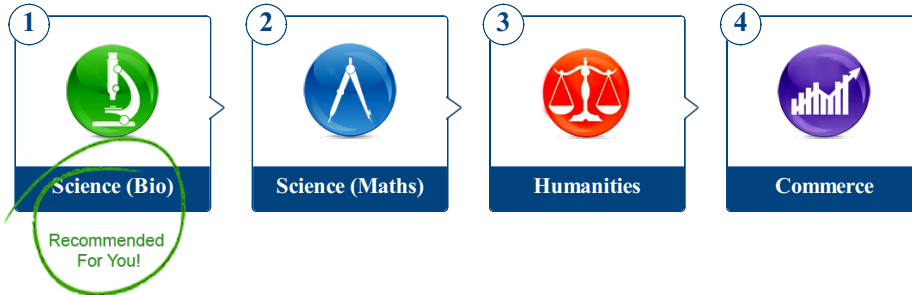 1
2
3
4
Science (Bio)
Science (Maths)
Humanities
Commerce
Recommended
For You!